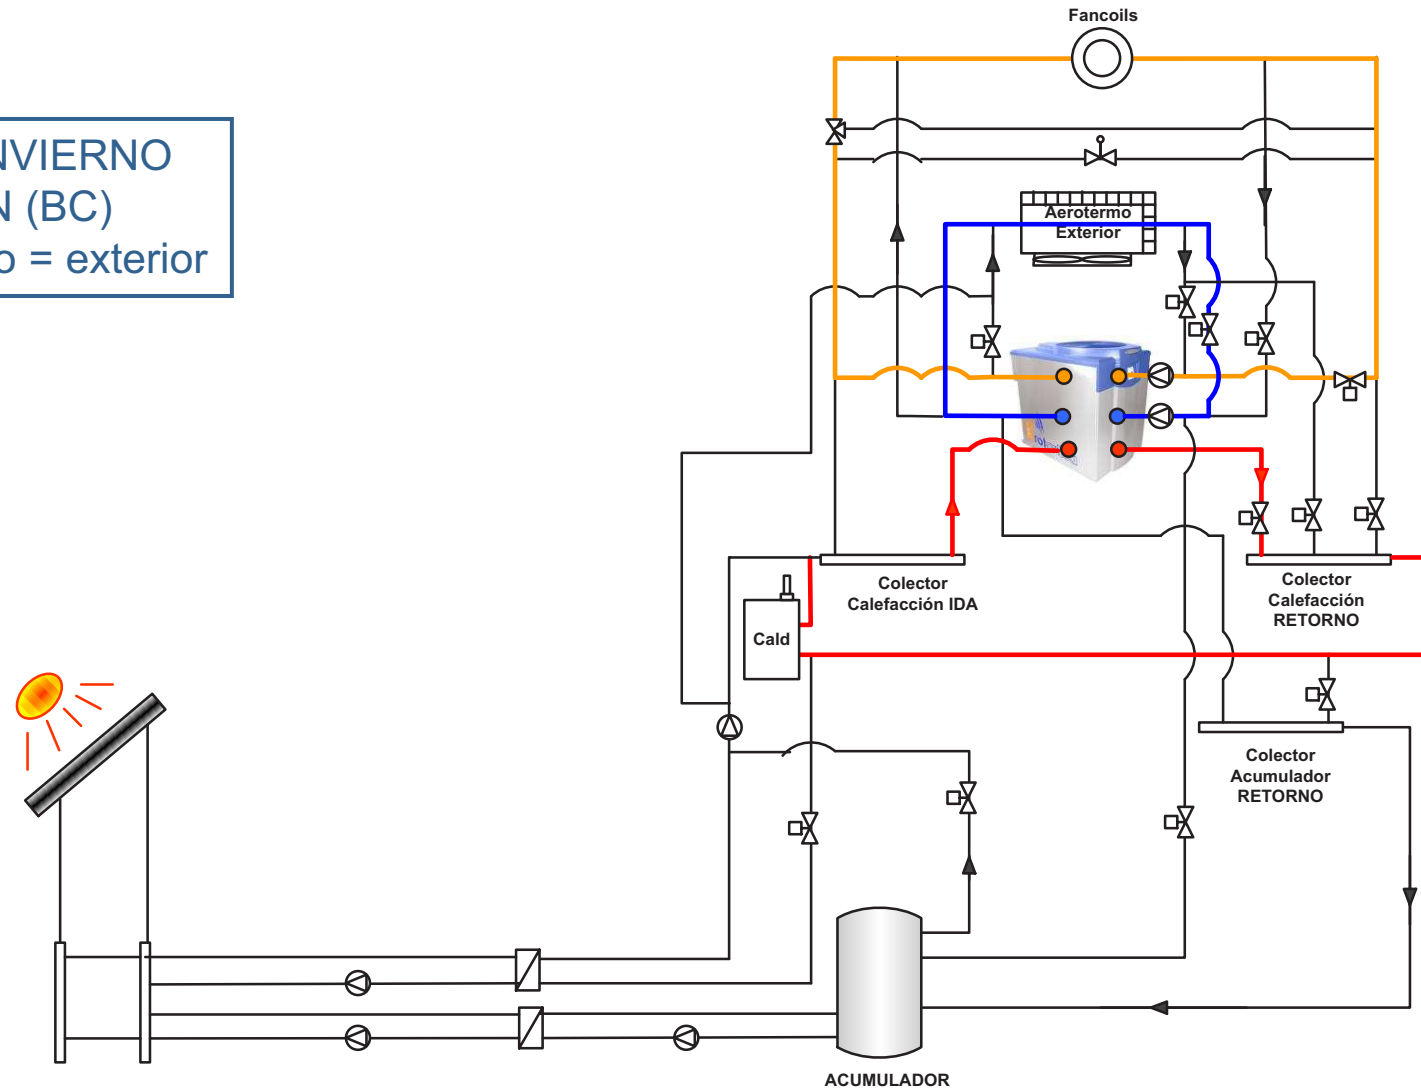 Fancoils
NVIERNO
N (BC)
o = exterior
Aerotermo
Exterior
Colector
Calefacción IDA
Colector
Calefacción
RETORNO
Cald
Colector
Acumulador
RETORNO
ACUMULADOR